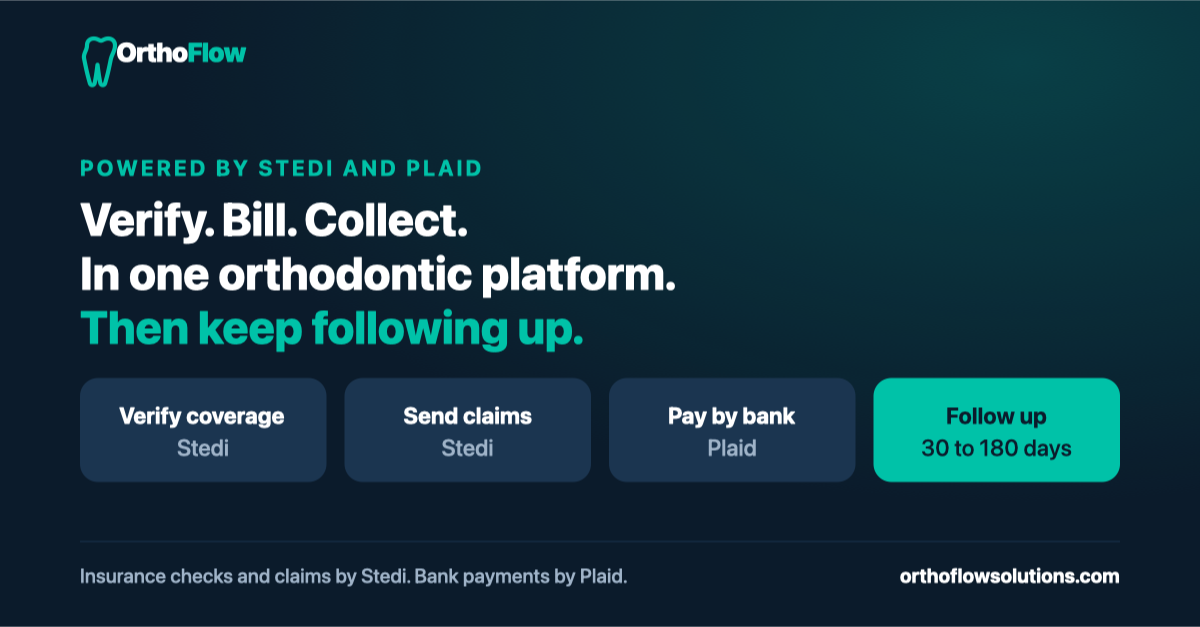 OrthoFlow
POWERED BY STEDI AND PLAID
Verify. Bill. Collect.
In one orthodontic platform.
Then keep following up.
Verify coverage
Stedi
Send claims
Stedi
Pay by bank
Plaid
Follow up
30 to 180 days
Insurance checks and claims by Stedi. Bank payments by Plaid.
orthoflowsolutions.com